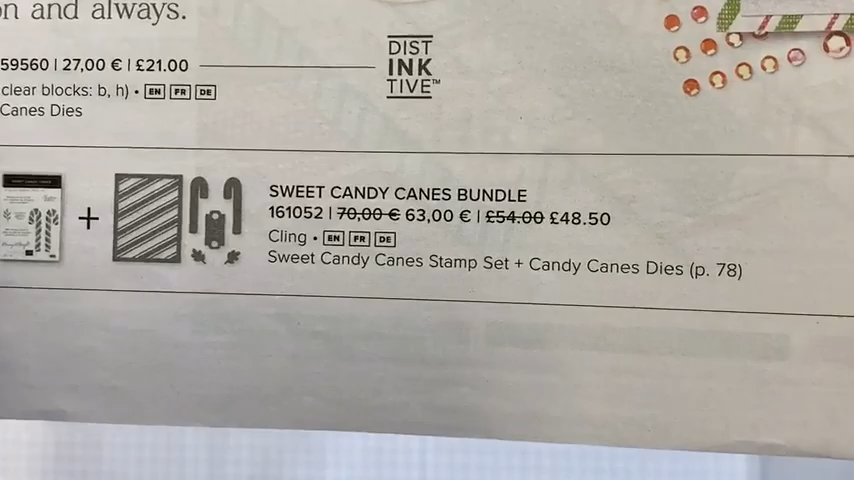 n and always.
59560 | 27,00 € | £21.00
DIST
INK
TIVE™
clear blocks: b, h) • EN FR DE
Canes Dies
SWEET CANDY CANES BUNDLE
161052 | 70,00 € 63,00 € | £54.00 £48.50
Cling • EN FR DE
Sweet Candy Canes Stamp Set + Candy Canes Dies (p. 78)